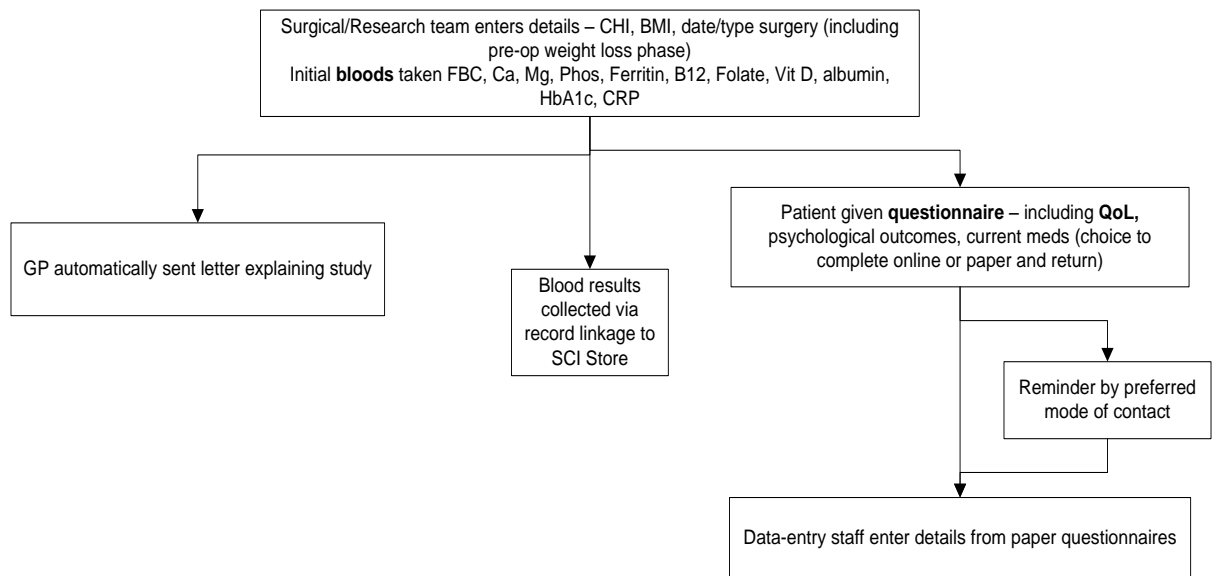 Surgical/Research team enters details – CHI, BMI, date/type surgery (including
pre-op weight loss phase)
Initial bloods taken FBC, Ca, Mg, Phos, Ferritin, B12, Folate, Vit D, albumin,
HbA1c, CRP
GP automatically sent letter explaining study
Blood results
collected via
record linkage to
SCI Store
Patient given questionnaire – including QoL,
psychological outcomes, current meds (choice to
complete online or paper and return)
Reminder by preferred
mode of contact
Data-entry staff enter details from paper questionnaires